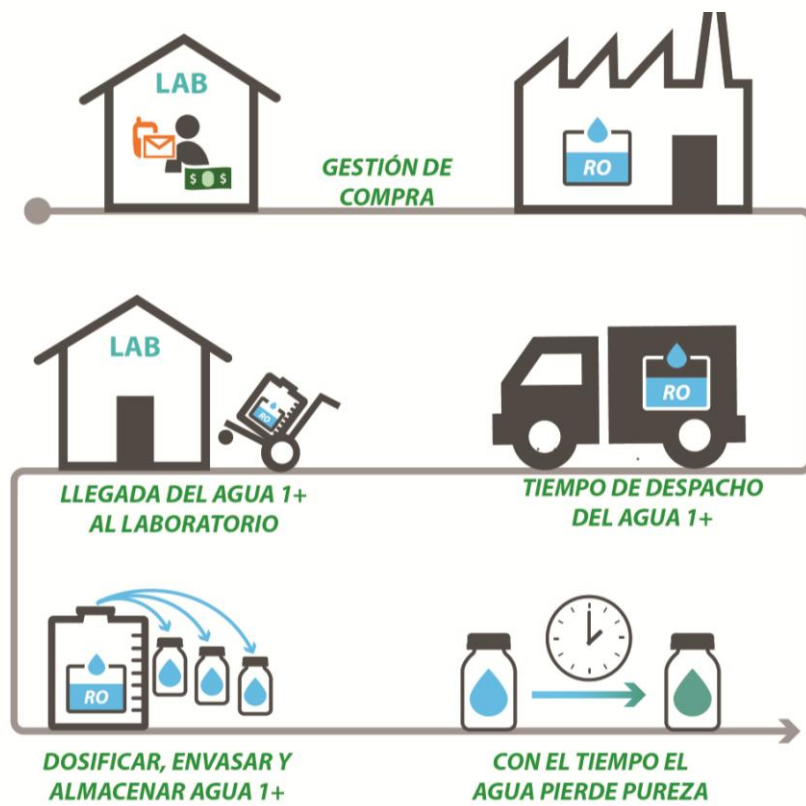 LAB
$ $
GESTIÓN DE
COMPRA
RO
LAB
RO
RO
LLEGADA DEL AGUA 1+
AL LABORATORIO
TIEMPO DE DESPACHO
DEL AGUA 1+
RO
DOSIFICAR, ENVASAR Y
ALMACENAR AGUA 1+
CON EL TIEMPO EL
AGUA PIERDE PUREZA